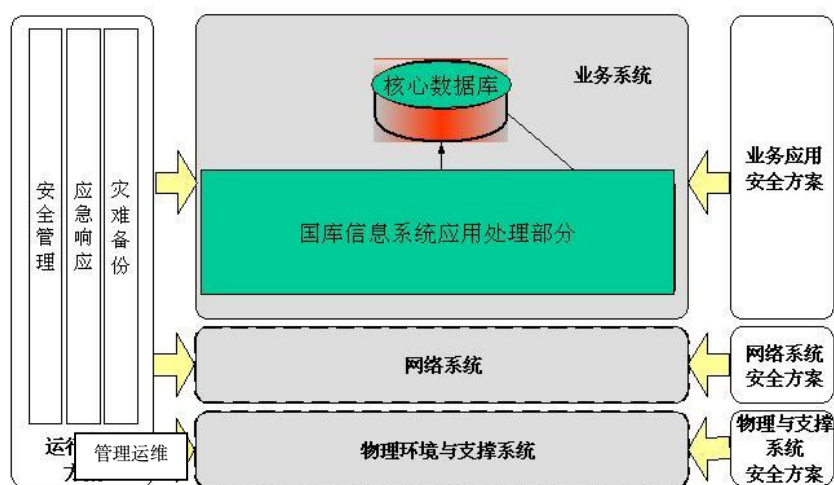 核心数据库
业务系统
国库信息系统应用处理部分
安全管理
应急响应
灾难备份
业务应用
安全方案
网络系统
网络系统
安全方案
运行
管理运维
物理环境与支撑系统
物理与支撑
系统
安全方案